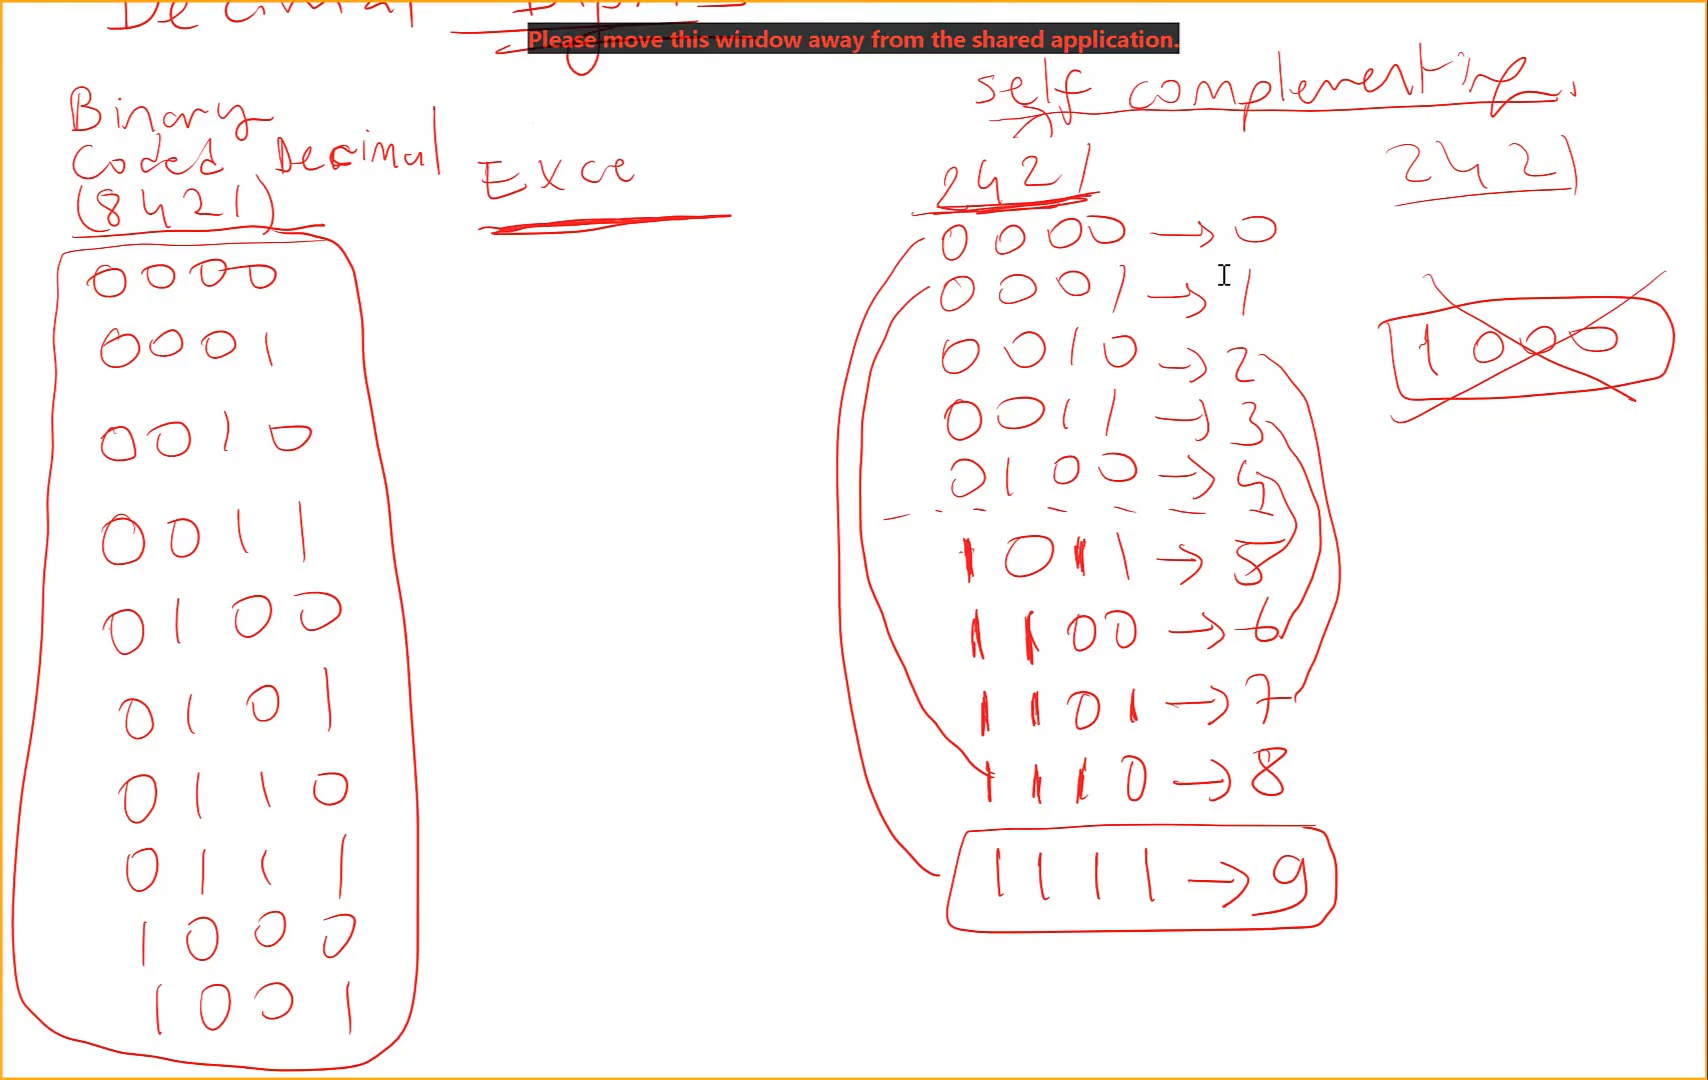 Decimal Digits
Please move this window away from the shared application.
self complementing.
Binary
Coded Decimal
(8421)
Exce
2421
2421
0000
0001
0010
0011
0100
0101
0110
0111
1000
1001
0000 → 0
0001 → 1
0010 → 2
0011 → 3
0100 → 4
1011 → 5
1100 → 6
1101 → 7
1110 → 8
1111 → 9
1000